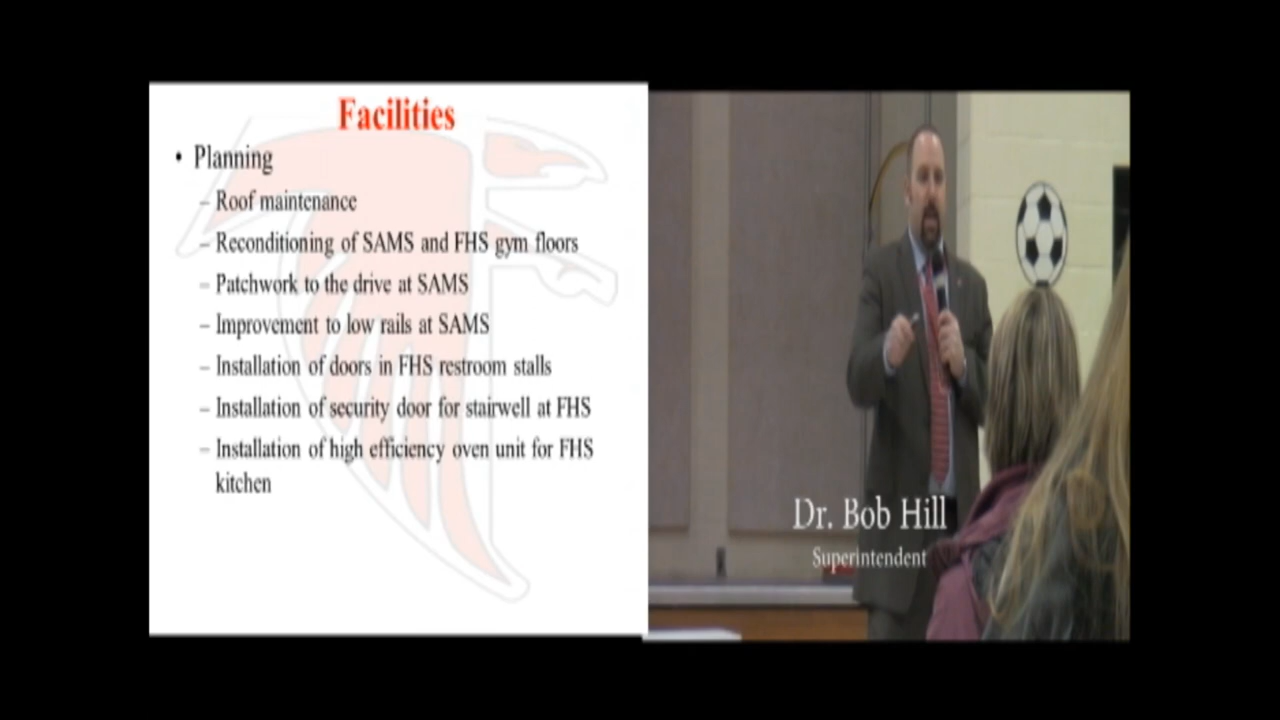 Facilities
• Planning
– Roof maintenance
– Reconditioning of SAMS and FHS gym floors
– Patchwork to the drive at SAMS
– Improvement to low rails at SAMS
– Installation of doors in FHS restroom stalls
– Installation of security door for stairwell at FHS
– Installation of high efficiency oven unit for FHS
kitchen
Dr. Bob Hill
Superintendent